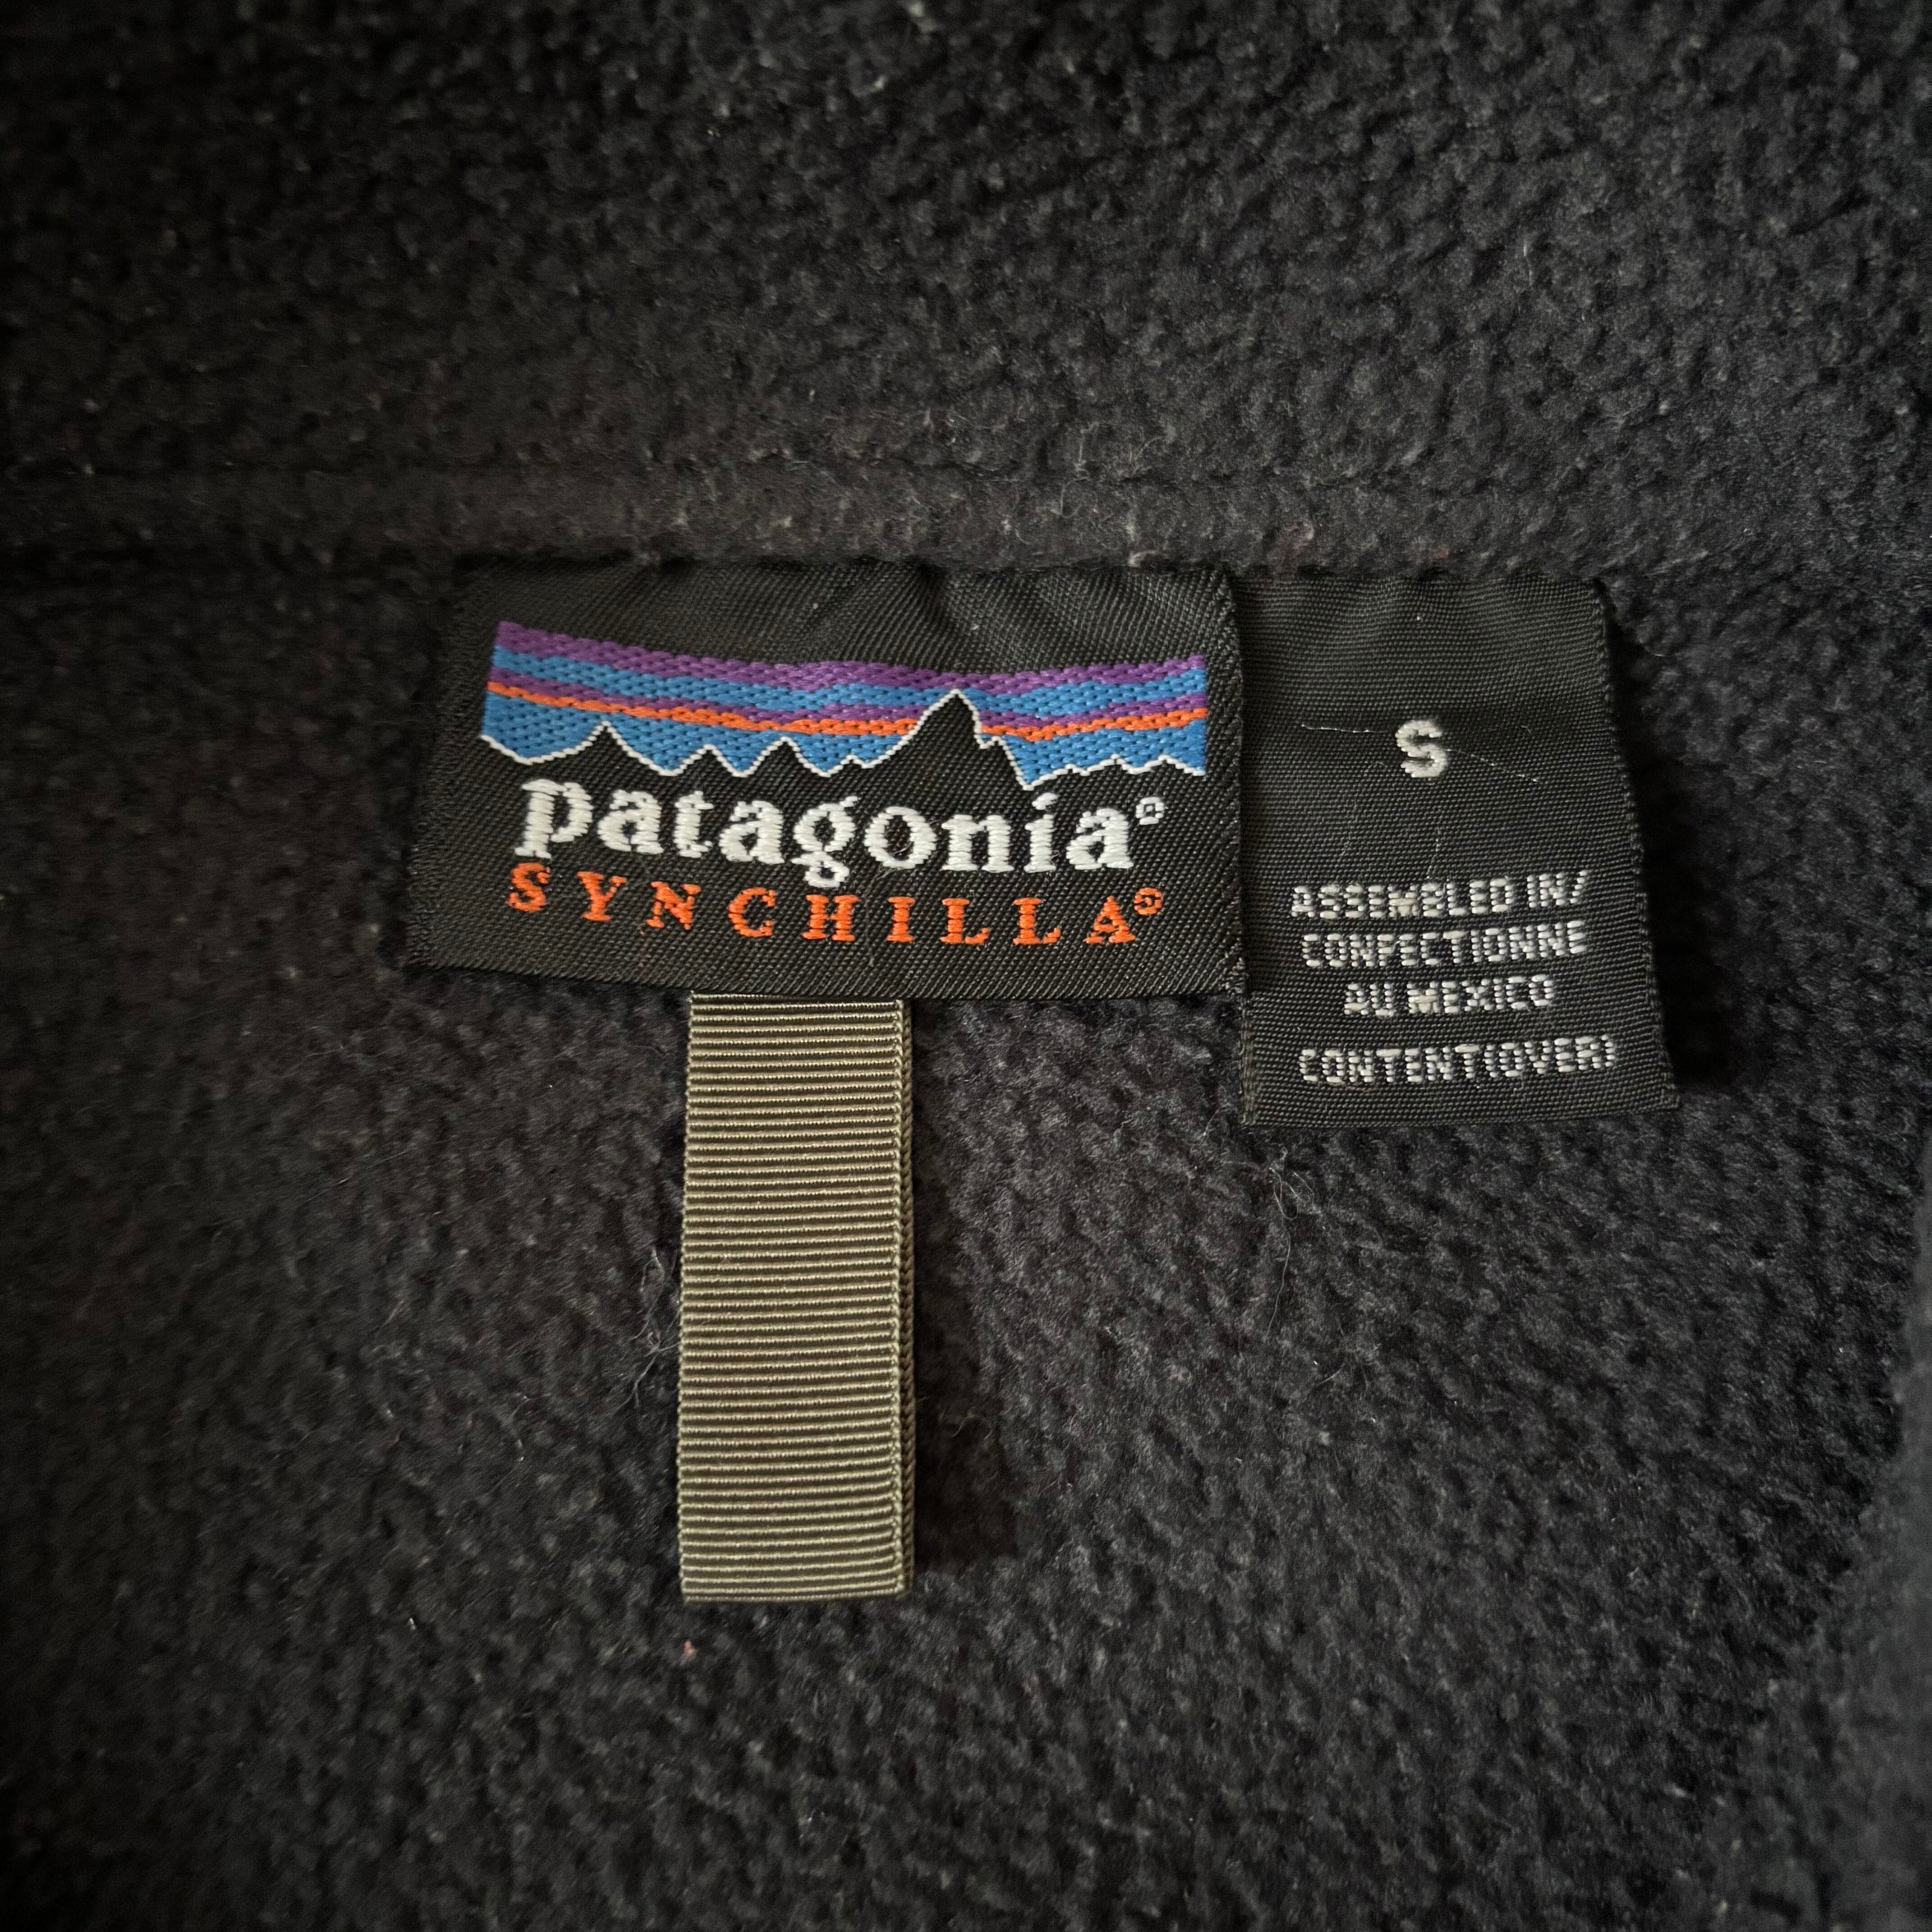 patagonia®
SYNCHILLA®
S
ASSEMBLED IN/
CONFECTIONNE
AU MEXICO
CONTENT(OVER)